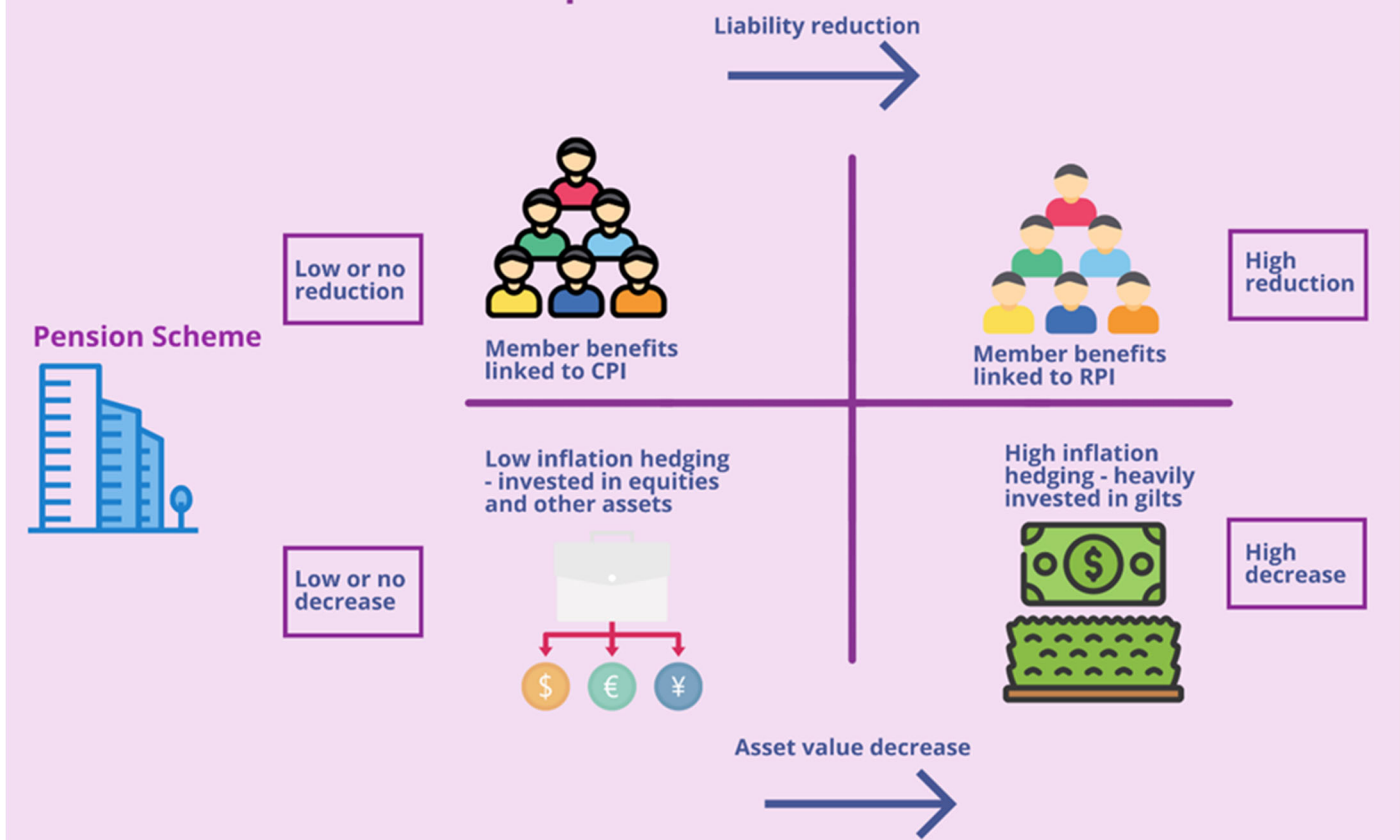 Liability reduction
Low or no
reduction
High
reduction
Pension Scheme
Member benefits
linked to CPI
Member benefits
linked to RPI
Low inflation hedging
- invested in equities
and other assets
High inflation
hedging - heavily
invested in gilts
Low or no
decrease
High
decrease
$
$ € ¥
Asset value decrease